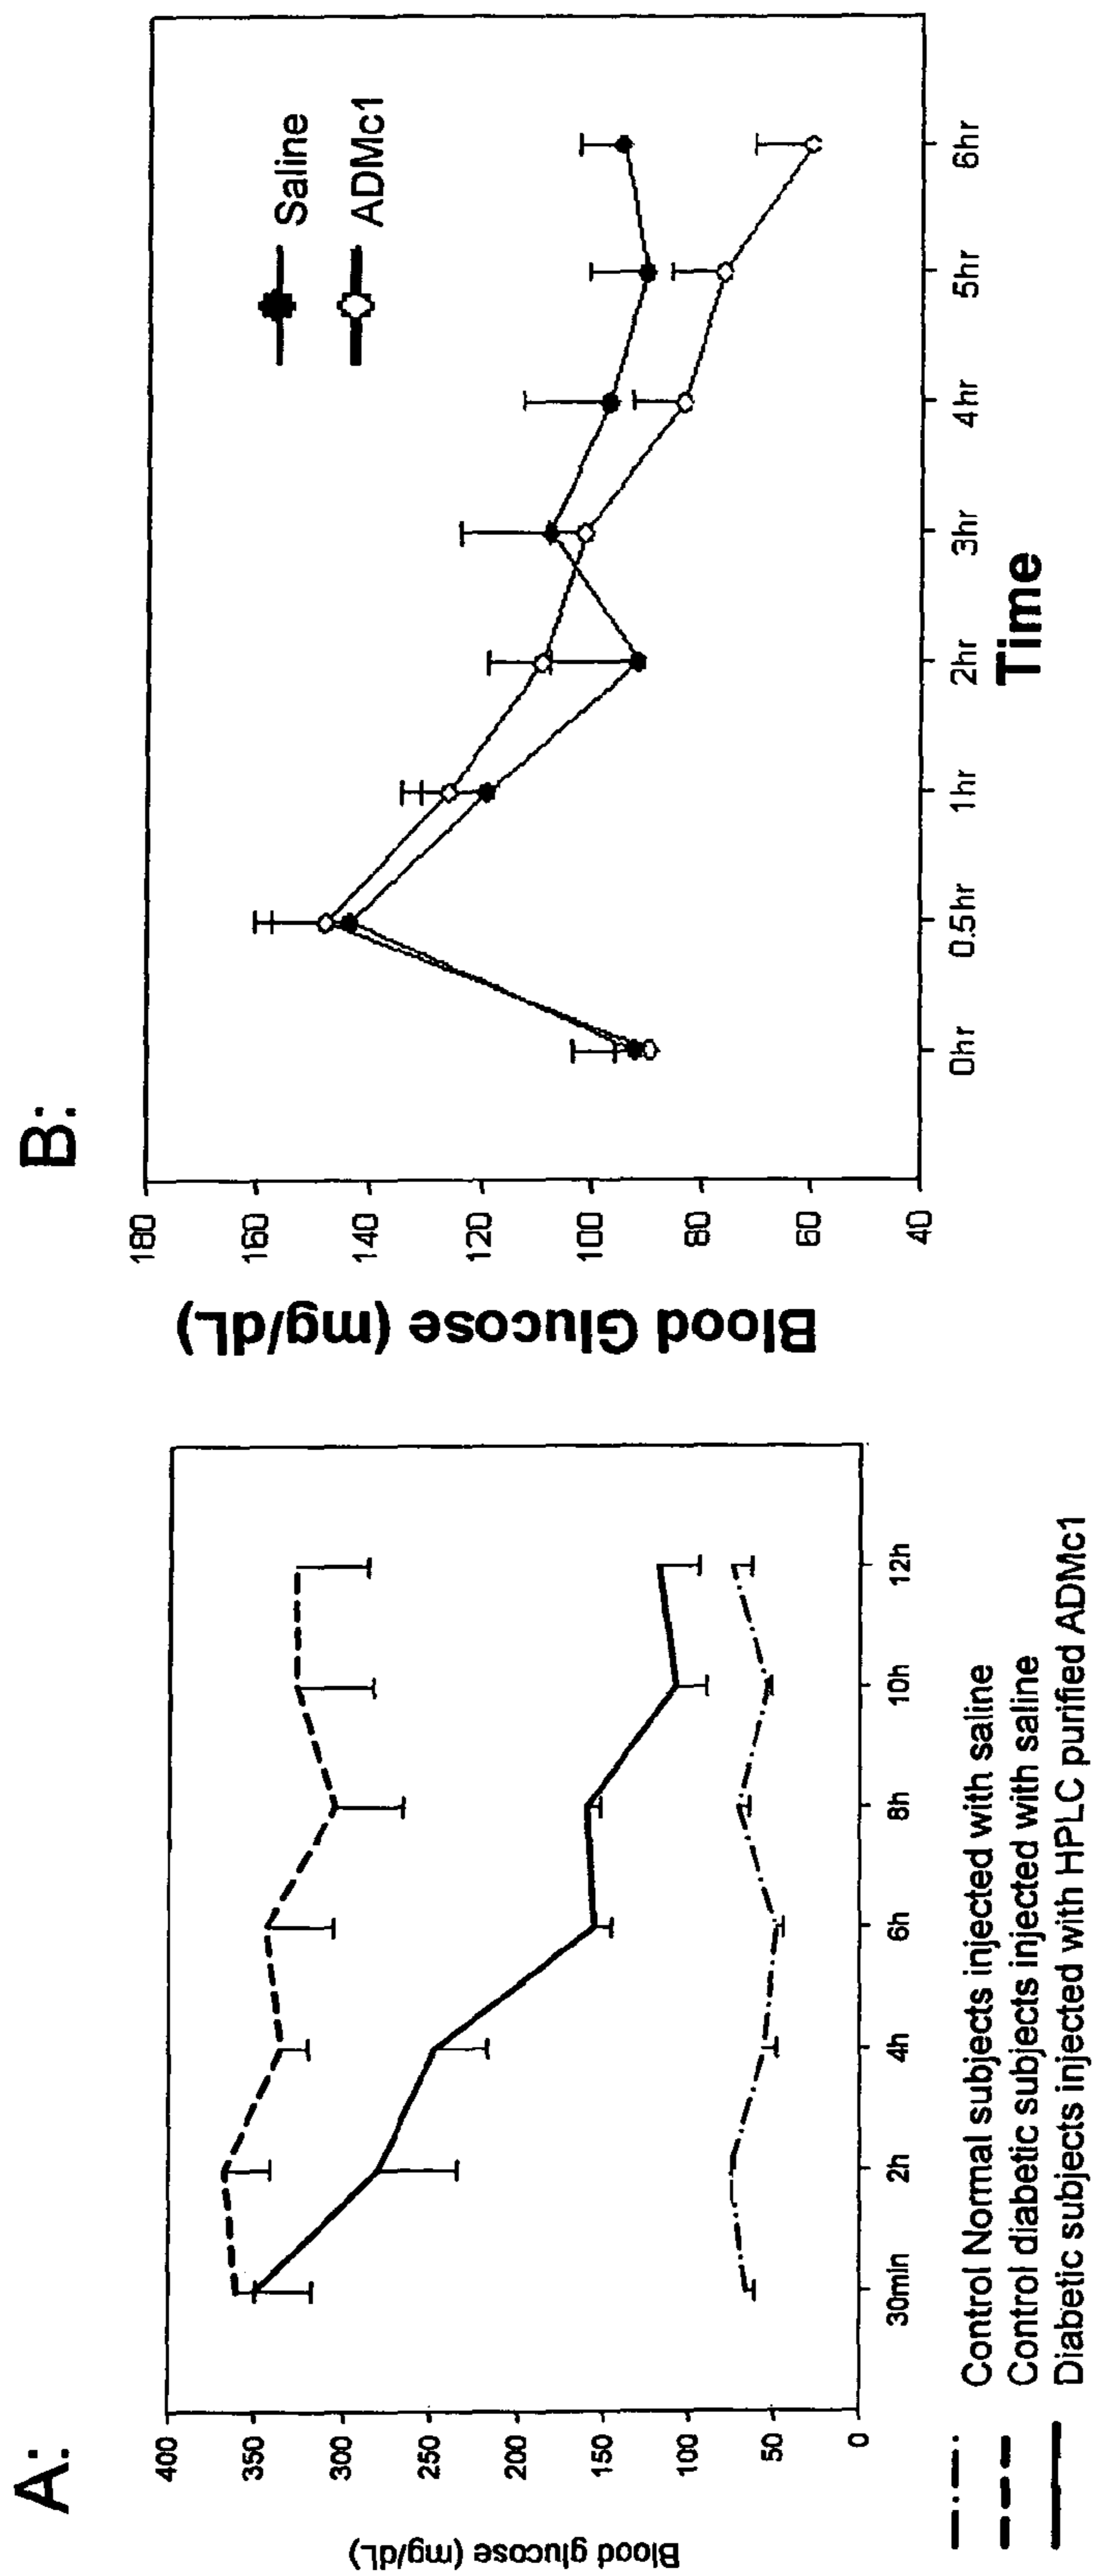 A:
Blood glucose (mg/dL)
400
350
300
250
200
150
100
50
0
30min
2h
4h
6h
8h
10h
12h
Control Normal subjects injected with saline
Control diabetic subjects injected with saline
Diabetic subjects injected with HPLC purified ADMc1
B:
Blood Glucose (mg/dL)
180
160
140
120
100
80
60
40
0hr
0.5hr
1hr
2hr
3hr
4hr
5hr
6hr
Time
Saline
ADMc1